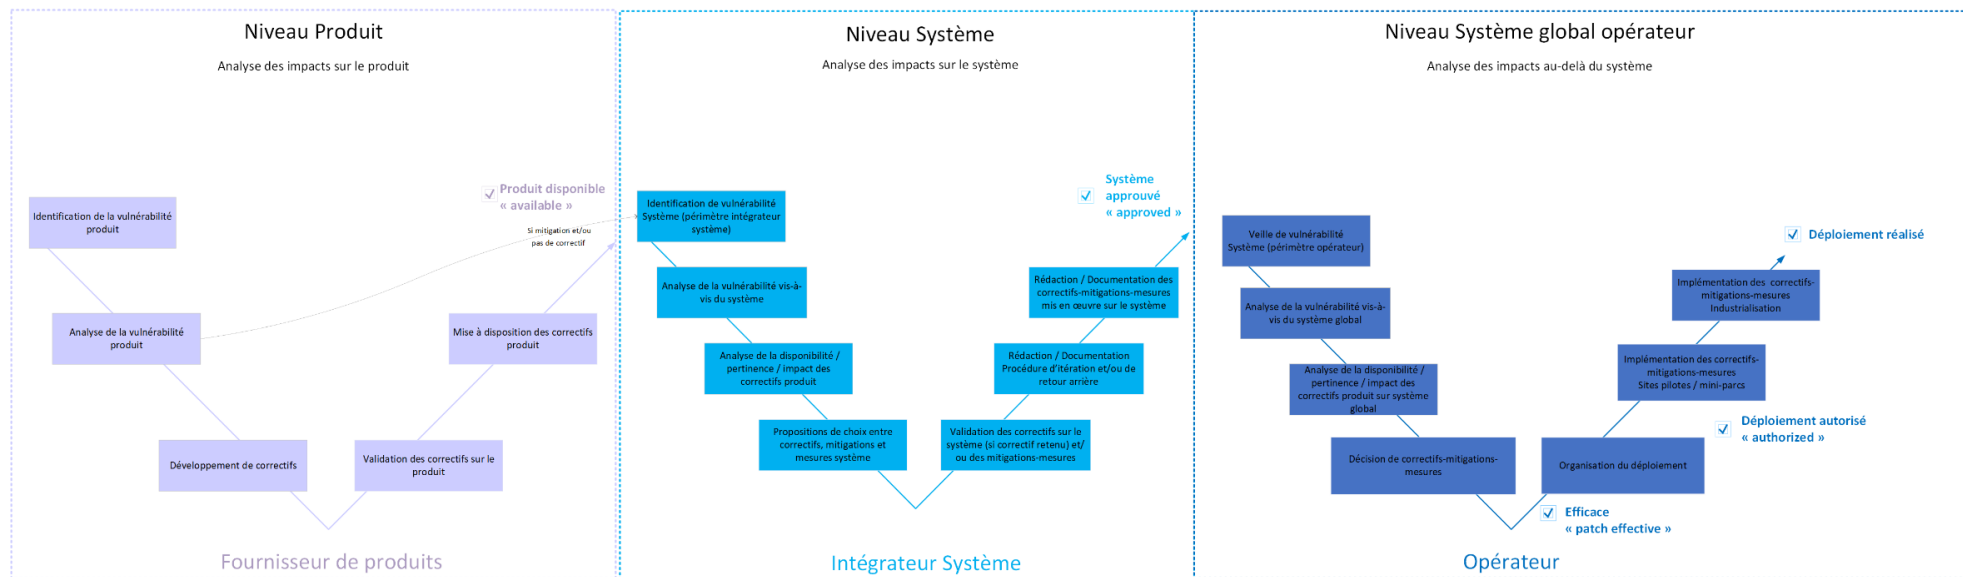 Niveau Produit
Analyse des impacts sur le produit
Produit disponible
« available »
Si mitigation et/ou
pas de correctif
Identification de la vulnérabilité
produit
Analyse de la vulnérabilité
produit
Développement de correctifs
Validation des correctifs sur le
produit
Mise à disposition des correctifs
produit
Fournisseur de produits
Niveau Système
Analyse des impacts sur le système
Identification de vulnérabilité
Système (périmètre intégrateur
système)
Analyse de la vulnérabilité vis-à-
vis du système
Analyse de la disponibilité /
pertinence / impact des
correctifs produit
Propositions de choix entre
correctifs, mitigations et
mesures système
Validation des correctifs sur le
système (si correctif retenu) et/
ou des mitigations-mesures
Rédaction / Documentation
Procédure d'itération et/ou de
retour arrière
Rédaction / Documentation des
correctifs-mitigations-mesures
mis en œuvre sur le système
Système
approuvé
« approved »
Intégrateur Système
Niveau Système global opérateur
Analyse des impacts au-delà du système
Veille de vulnérabilité
Système (périmètre opérateur)
Analyse de la vulnérabilité vis-à-
vis du système global
Analyse de la disponibilité /
pertinence / impact des
correctifs produit sur système
global
Décision de correctifs-mitigations-
mesures
Efficace
« patch effective »
Organisation du déploiement
Déploiement autorisé
« authorized »
Implémentation des correctifs-
mitigations-mesures
Sites pilotes / mini-parcs
Implémentation des correctifs-
mitigations-mesures
Industrialisation
Déploiement réalisé
Opérateur